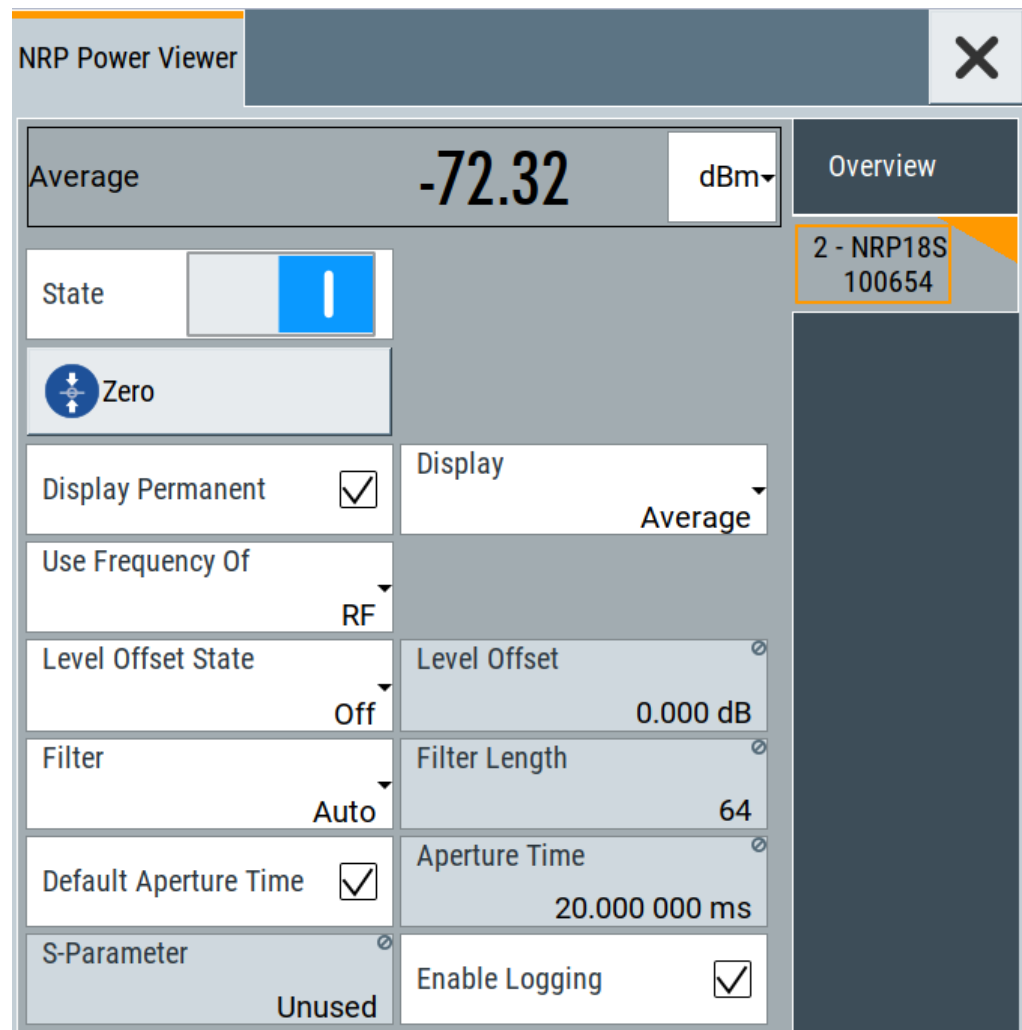 NRP Power Viewer
Average -72.32 dBm
Overview
2 - NRP18S
100654
State
Zero
Display Permanent
Display
Average
Use Frequency Of
RF
Level Offset State
Off
Level Offset
0.000 dB
Filter
Auto
Filter Length
64
Default Aperture Time
Aperture Time
20.000 000 ms
S-Parameter
Unused
Enable Logging